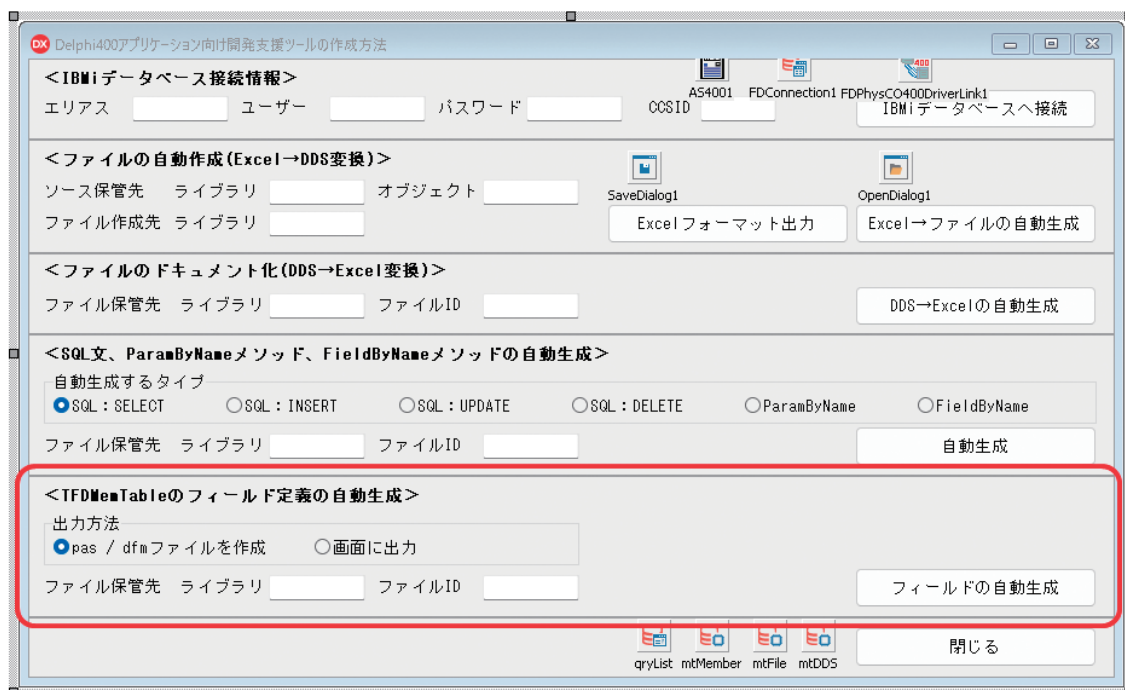 DX Delphi400アプリケーション向け開発支援ツールの作成方法
<IBMiデータベース接続情報>
400
AS4001 FDConnection1 FDPhysCO400DriverLink1
エリアス ユーザー パスワード CCSID IBMiデータベースへ接続
<ファイルの自動作成(Excel→DDS変換)>
ソース保管先 ライブラリ オブジェクト SaveDialog1 OpenDialog1
ファイル作成先 ライブラリ Excelフォーマット出力 Excel→ファイルの自動生成
<ファイルのドキュメント化(DDS→Excel変換)>
ファイル保管先 ライブラリ ファイルID DDS→Excelの自動生成
<SQL文、ParamByNameメソッド、FieldByNameメソッドの自動生成>
自動生成するタイプ
SQL：SELECT SQL：INSERT SQL：UPDATE SQL：DELETE ParamByName FieldByName
ファイル保管先 ライブラリ ファイルID 自動生成
<TFDMemTableのフィールド定義の自動生成>
出力方法
pas / dfmファイルを作成 画面に出力
ファイル保管先 ライブラリ ファイルID フィールドの自動生成
qryList mtMember mtFile mtDDS 閉じる